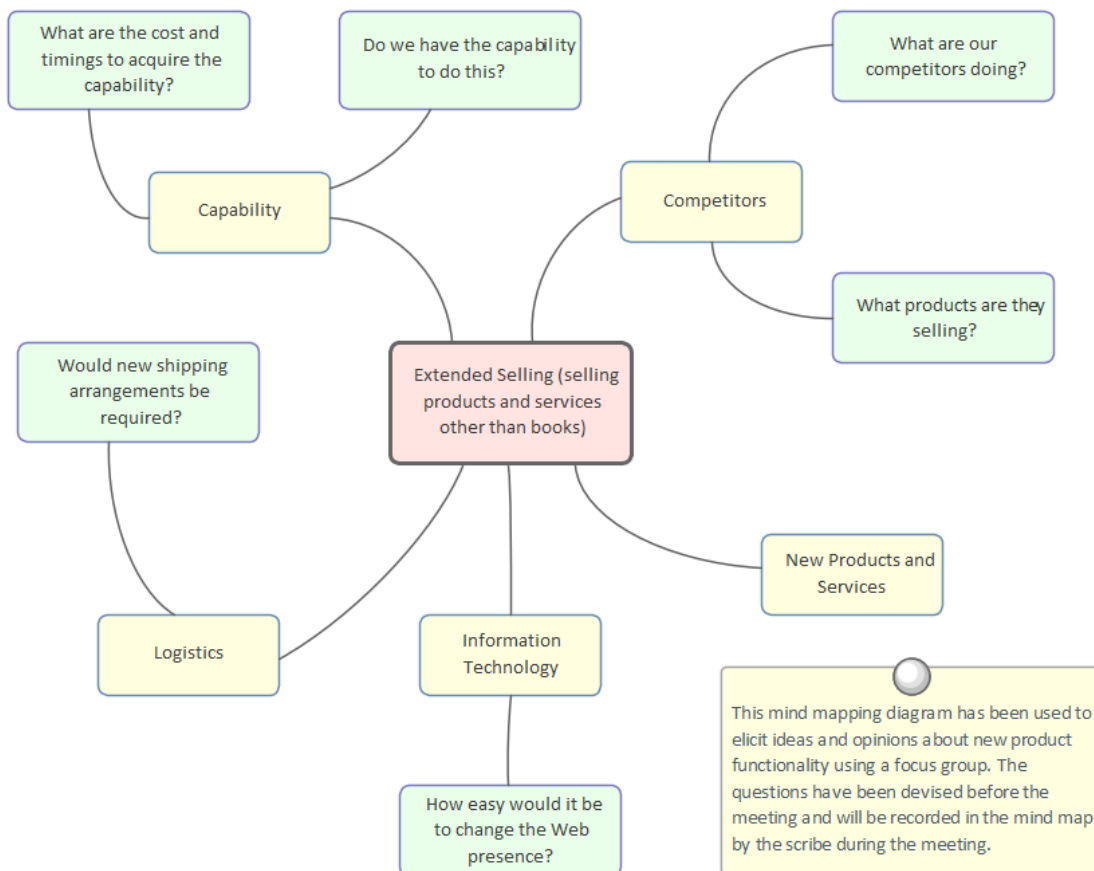 What are the cost and
timings to acquire the
capability?
Do we have the capability
to do this?
What are our
competitors doing?
Capability
Competitors
What products are they
selling?
Would new shipping
arrangements be
required?
Extended Selling (selling
products and services
other than books)
New Products and
Services
Logistics
Information
Technology
How easy would it be
to change the Web
presence?
This mind mapping diagram has been used to
elicit ideas and opinions about new product
functionality using a focus group. The
questions have been devised before the
meeting and will be recorded in the mind map
by the scribe during the meeting.